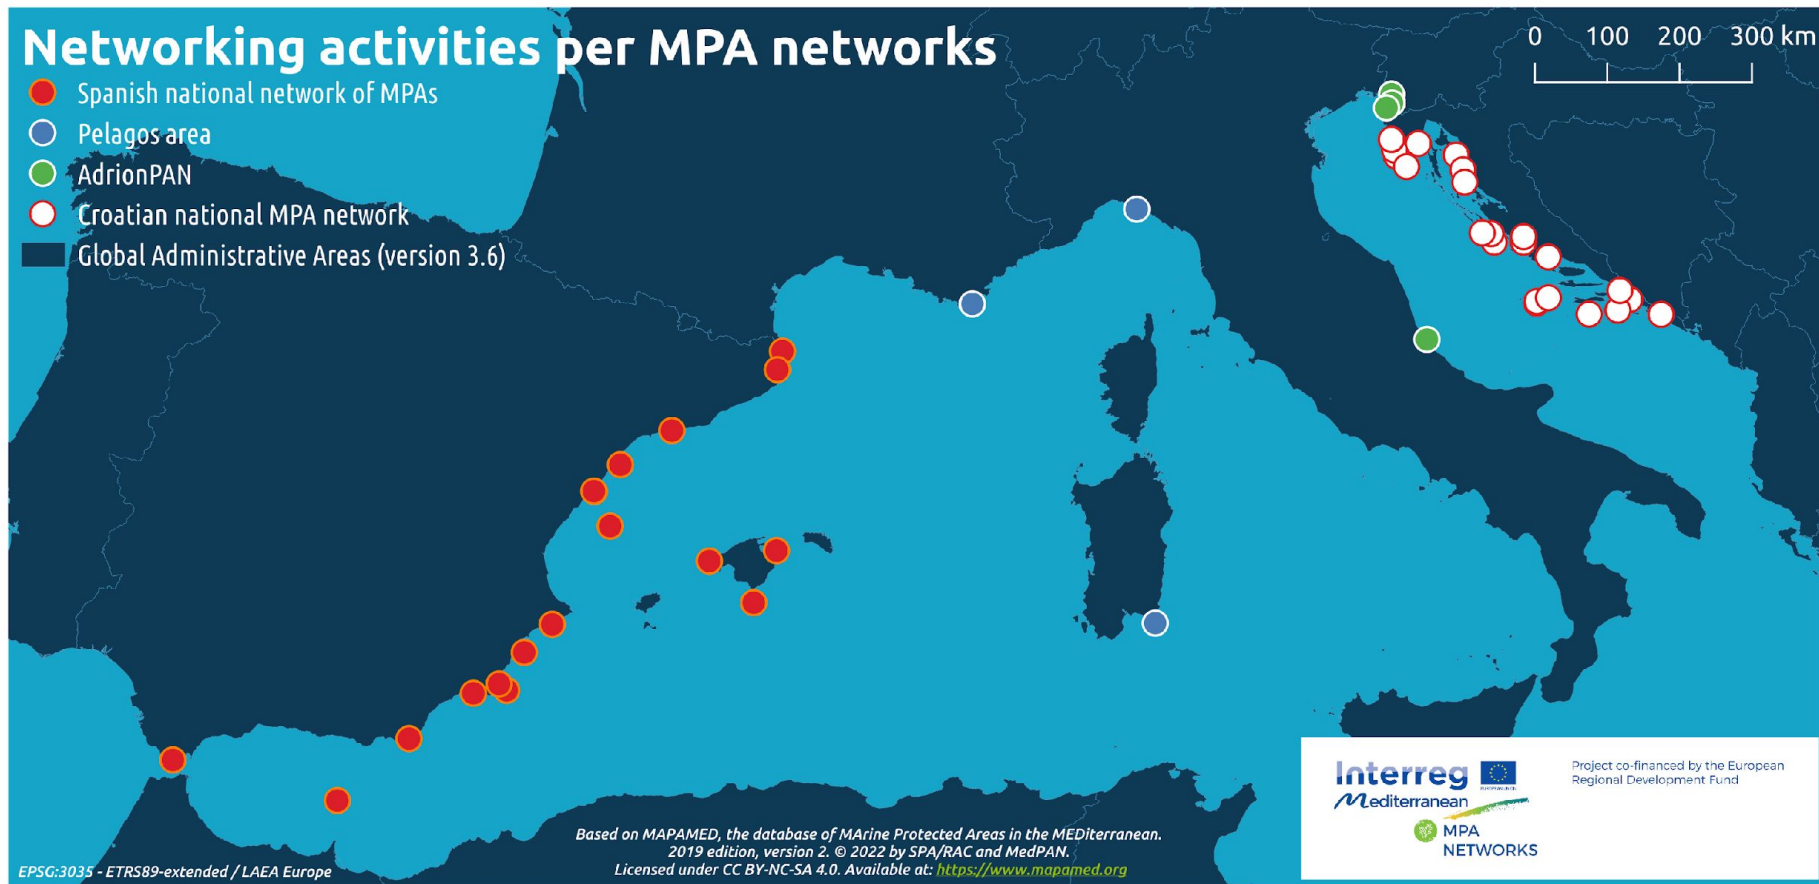 Networking activities per MPA networks
Spanish national network of MPAs
Pelagos area
AdrionPAN
Croatian national MPA network
Global Administrative Areas (version 3.6)
0 100 200 300 km
Based on MAPAMED, the database of MArine Protected Areas in the MEDiterranean.
2019 edition, version 2. © 2022 by SPA/RAC and MedPAN.
Licensed under CC BY-NC-SA 4.0. Available at: https://www.mapamed.org
EPSG:3035 - ETRS89-extended / LAEA Europe
Interreg
Mediterranean
MPA
NETWORKS
Project co-financed by the European
Regional Development Fund